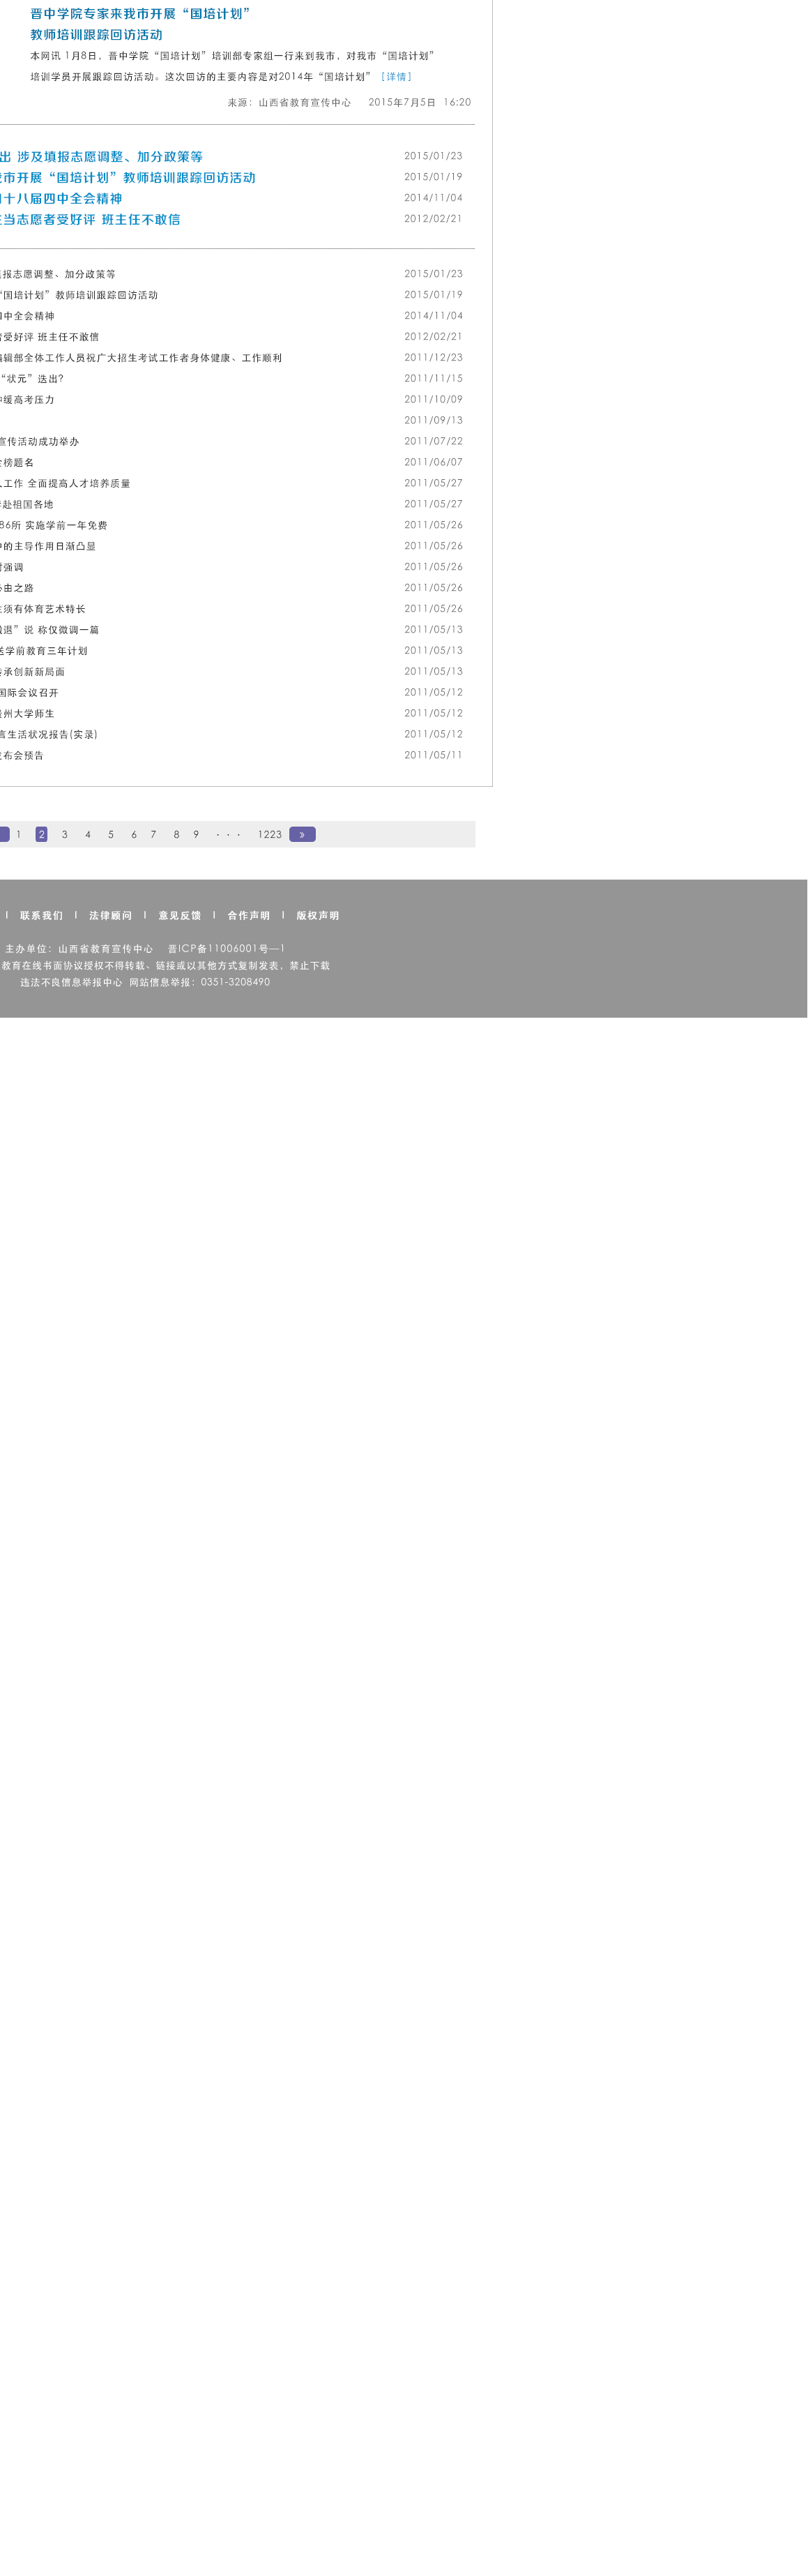 晋中学院专家来我市开展“国培计划”
教师培训跟踪回访活动
本网讯 1月8日，晋中学院“国培计划”培训部专家组一行来到我市，对我市“国培计划”
培训学员开展跟踪回访活动。这次回访的主要内容是对2014年“国培计划” [详情]
来源：山西省教育宣传中心 2015年7月5日 16:20
出 涉及填报志愿调整、加分政策等 2015/01/23
市开展“国培计划”教师培训跟踪回访活动 2015/01/19
十八届四中全会精神 2014/11/04
当志愿者受好评 班主任不敢信 2012/02/21
报志愿调整、加分政策等 2015/01/23
“国培计划”教师培训跟踪回访活动 2015/01/19
中全会精神 2014/11/04
受好评 班主任不敢信 2012/02/21
辑部全体工作人员祝广大招生考试工作者身体健康、工作顺利 2011/12/23
“状元”迭出? 2011/11/15
缓高考压力 2011/10/09
2011/09/13
宣传活动成功举办 2011/07/22
榜题名 2011/06/07
工作 全面提高人才培养质量 2011/05/27
赴祖国各地 2011/05/27
86所 实施学前一年免费 2011/05/26
的主导作用日渐凸显 2011/05/26
强调 2011/05/26
由之路 2011/05/26
须有体育艺术特长 2011/05/26
退”说 称仅微调一篇 2011/05/13
学前教育三年计划 2011/05/13
承创新新局面 2011/05/13
国际会议召开 2011/05/12
州大学师生 2011/05/12
言生活状况报告(实录) 2011/05/12
布会预告 2011/05/11
1 2 3 4 5 6 7 8 9 ··· 1223 »
| 联系我们 | 法律顾问 | 意见反馈 | 合作声明 | 版权声明
主办单位：山西省教育宣传中心 晋ICP备11006001号—1
教育在线书面协议授权不得转载、链接或以其他方式复制发表，禁止下载
违法不良信息举报中心 网站信息举报：0351-3208490